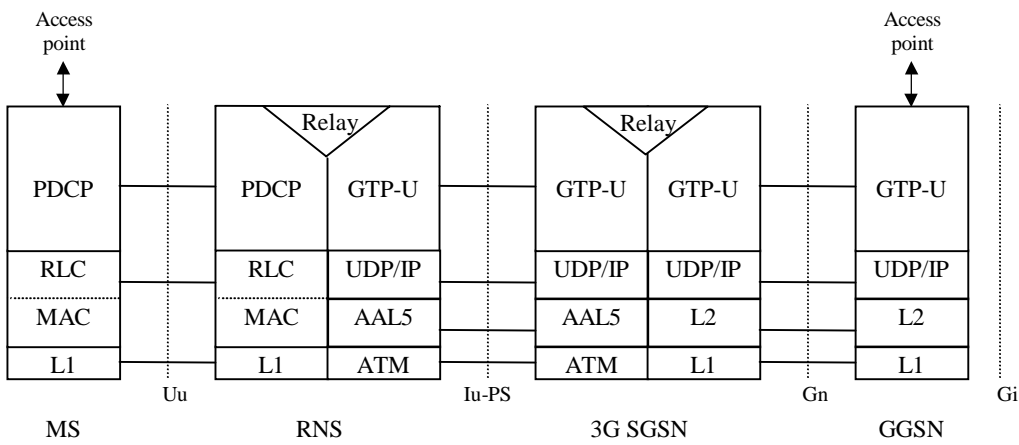 Access
point
Access
point
Relay
Relay
PDCP
PDCP
GTP-U
GTP-U
GTP-U
GTP-U
RLC
RLC
UDP/IP
UDP/IP
UDP/IP
UDP/IP
MAC
MAC
AAL5
AAL5
L2
L2
L1
L1
ATM
ATM
L1
L1
Uu
Iu-PS
Gn
Gi
MS
RNS
3G SGSN
GGSN